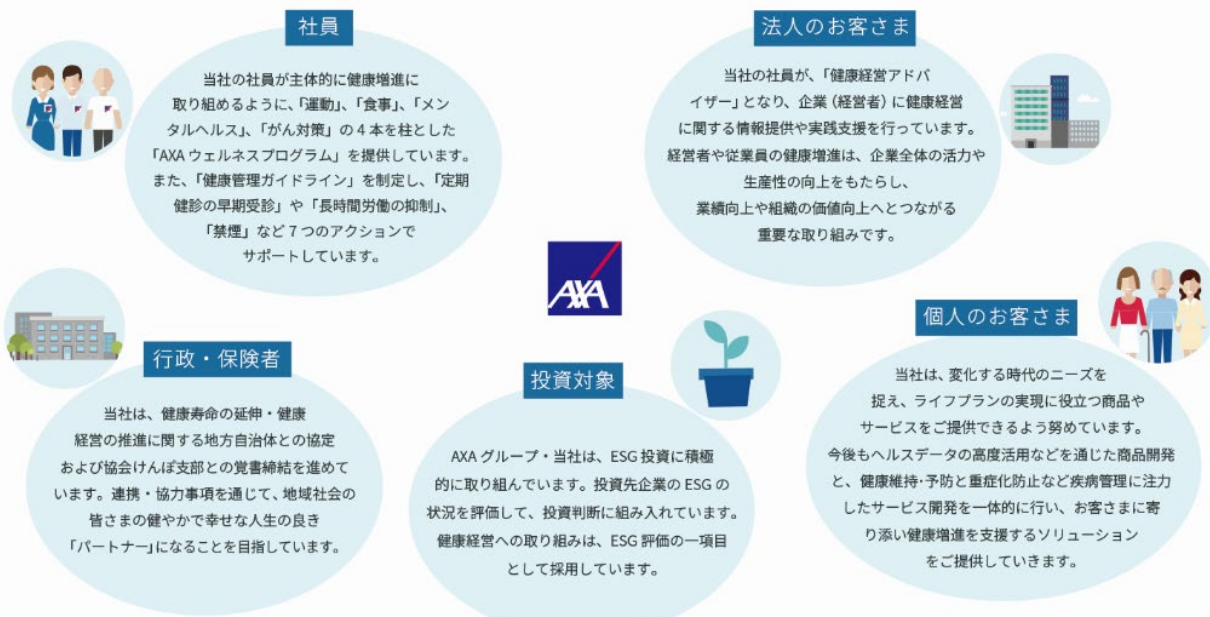 社員
当社の社員が主体的に健康増進に
取り組めるように、「運動」、「食事」、「メン
タルヘルス」、「がん対策」の4本を柱とした
「AXAウェルネスプログラム」を提供しています。
また、「健康管理ガイドライン」を制定し、「定期
健診の早期受診」や「長時間労働の抑制」、
「禁煙」など7つのアクションで
サポートしています。
法人のお客さま
当社の社員が、「健康経営アドバ
イザー」となり、企業(経営者)に健康経営
に関する情報提供や実践支援を行っています。
経営者や従業員の健康増進は、企業全体の活力や
生産性の向上をもたらし、
業績向上や組織の価値向上へとつながる
重要な取り組みです。
AXA
行政・保険者
当社は、健康寿命の延伸・健康
経営の推進に関する地方自治体との協定
および協会けんぽ支部との覚書締結を進めて
います。連携・協力事項を通じて、地域社会の
皆さまの健やかで幸せな人生の良き
「パートナー」になることを目指しています。
投資対象
AXAグループ・当社は、ESG投資に積極
的に取り組んでいます。投資先企業のESGの
状況を評価して、投資判断に組み入れています。
健康経営への取り組みは、ESG評価の一項目
として採用しています。
個人のお客さま
当社は、変化する時代のニーズを
捉え、ライフプランの実現に役立つ商品や
サービスをご提供できるよう努めています。
今後もヘルスデータの高度活用などを通じた商品開発
と、健康維持・予防と重症化防止など疾病管理に注力
したサービス開発を一体的に行い、お客さまに寄
り添い健康増進を支援するソリューション
をご提供していきます。